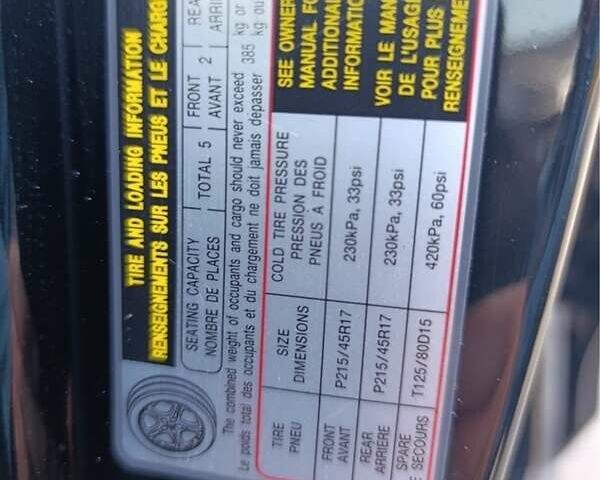 TIRE AND LOADING INFORMATION
RENSEIGNEMENTS SUR LES PNEUS ET LE CHARG
SEATING CAPACITY
NOMBRE DE PLACES
TOTAL 5
FRONT
AVANT
2
REA
ARRI
The combined weight of occupants and cargo should never exceed 385 kg or
Le poids total des occupants et du chargement ne doit jamais dépasser kg ou
TIRE
PNEU
SIZE
DIMENSIONS
COLD TIRE PRESSURE
PRESSION DES
PNEUS À FROID
SEE OWNER
MANUAL FO
ADDITIONAL
INFORMATI
VOIR LE MAN
DE L'USAGE
POUR PLUS
RENSEIGNEME
FRONT
AVANT
P215/45R17
230kPa, 33psi
REAR
ARRIERE
P215/45R17
230kPa, 33psi
SPARE
E SECOURS
T125/80D15
420kPa, 60psi